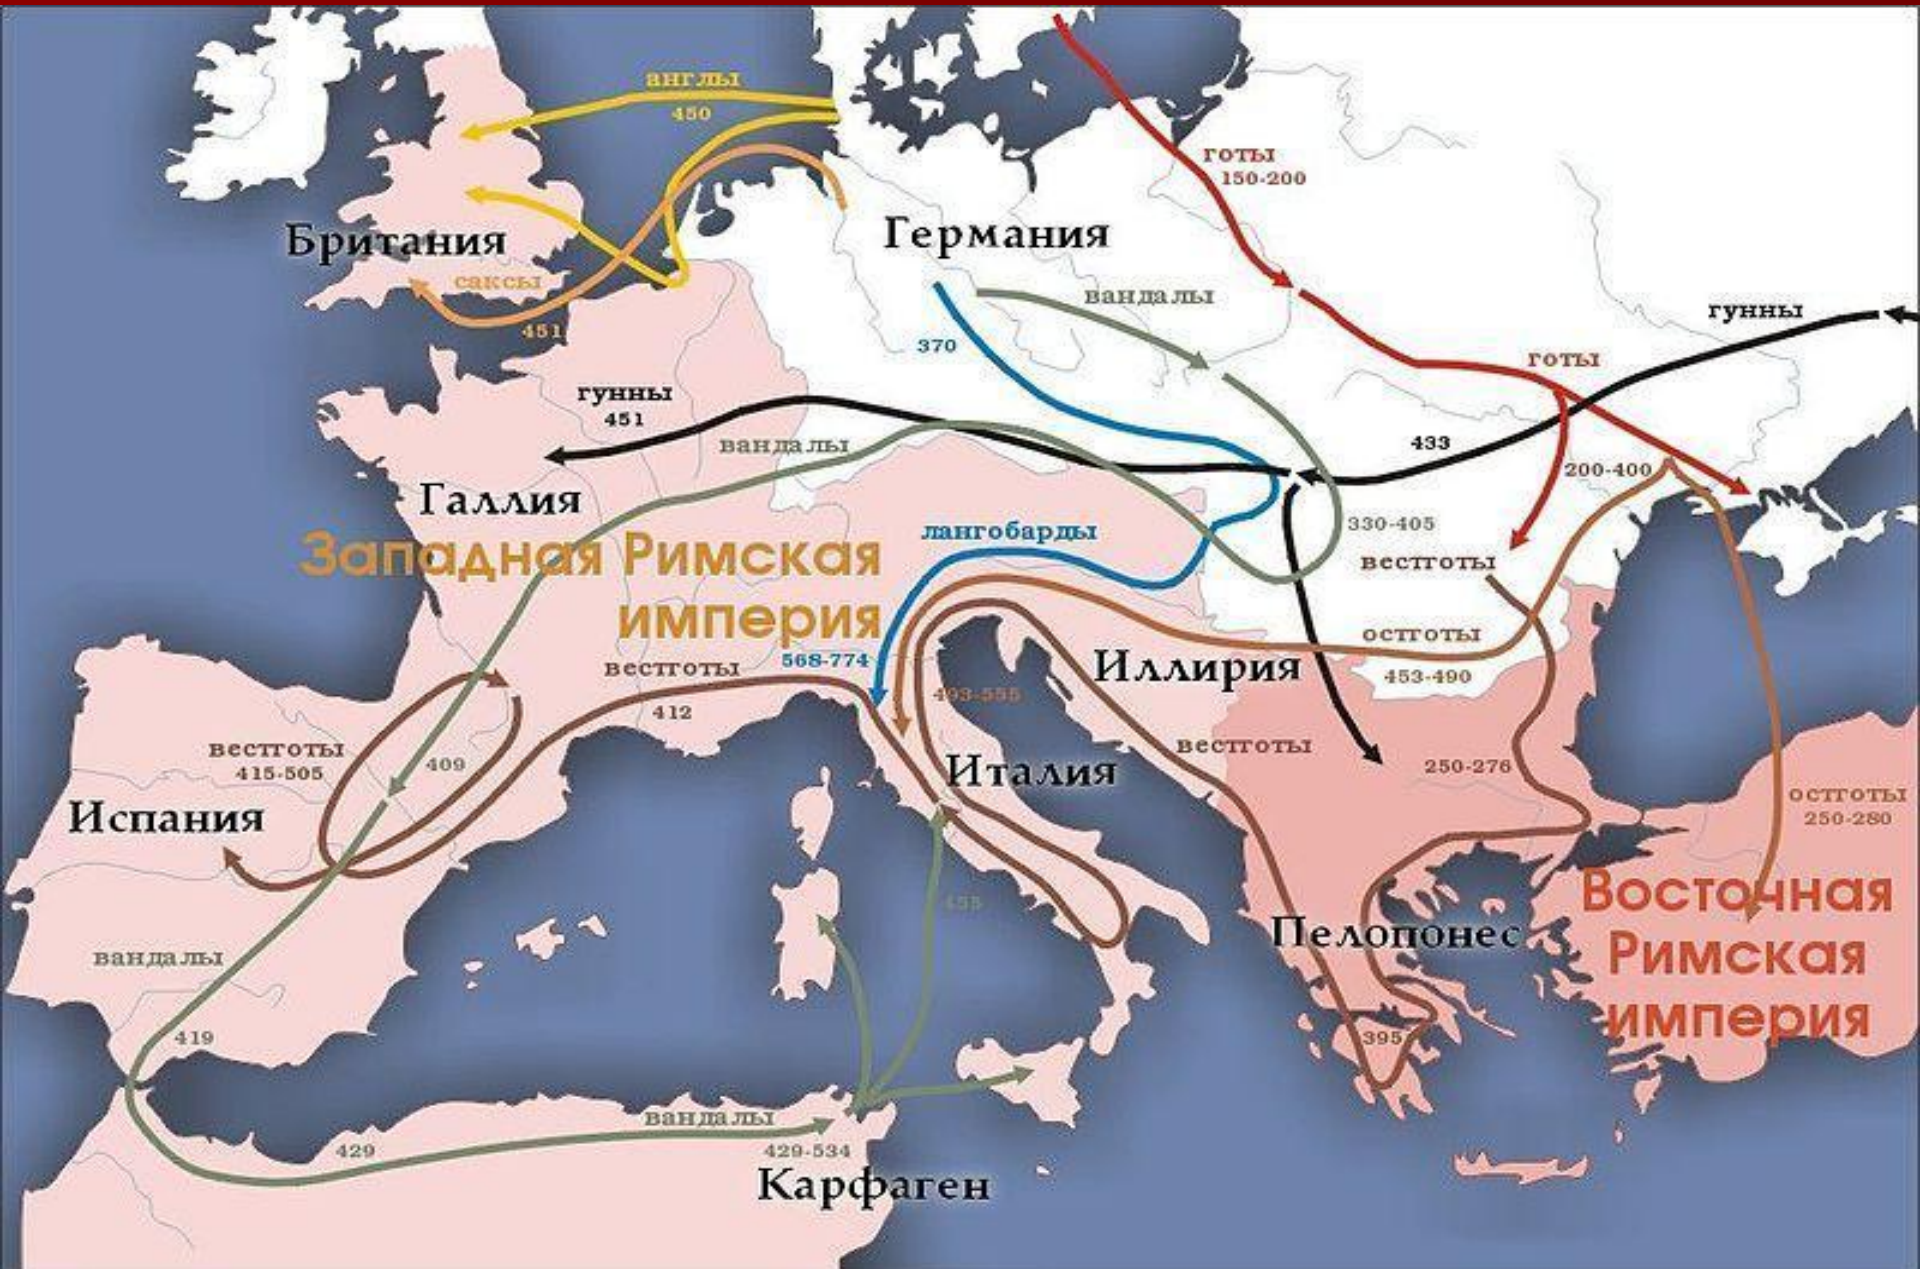 англы
450
готы
150-200
Британия
Германия
саксы
451
вандалы
370
гунны
готы
гунны
451
вандалы
433
200-400
Галлия
330-405
лангобарды
Западная Римская
империя
вестготы
остготы
453-490
568-774
вестготы
412
Иллирия
493-555
вестготы
415-505
409
вестготы
250-276
Италия
остготы
250-280
Испания
455
Восточная
Римская
империя
Пелопонес
вандалы
419
395
вандалы
429
429-534
Карфаген